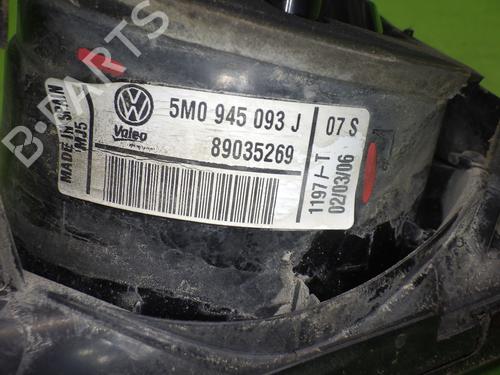 B-PARTS
MADE IN SPAIN
Valeo
5M0 945 093 J
89035269
07 S
1197/-T
02/03/06